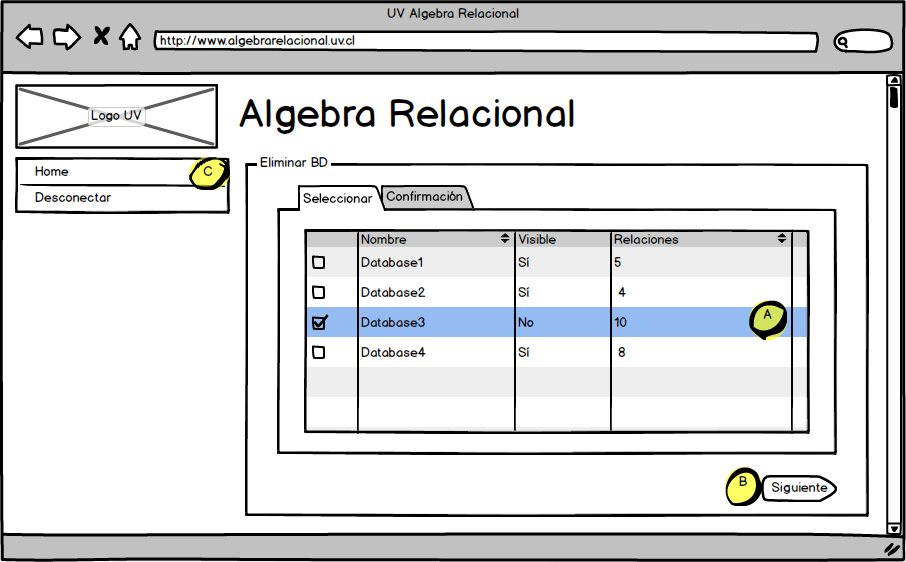 UV Algebra Relacional
http://www.algebrarelacional.uv.cl
Logo UV
Algebra Relacional
Home
C
Desconectar
Eliminar BD
Seleccionar
Confirmación
Nombre Visible Relaciones
Database1 Sí 5
Database2 Sí 4
Database3 No 10 A
Database4 Sí 8
B
Siguiente